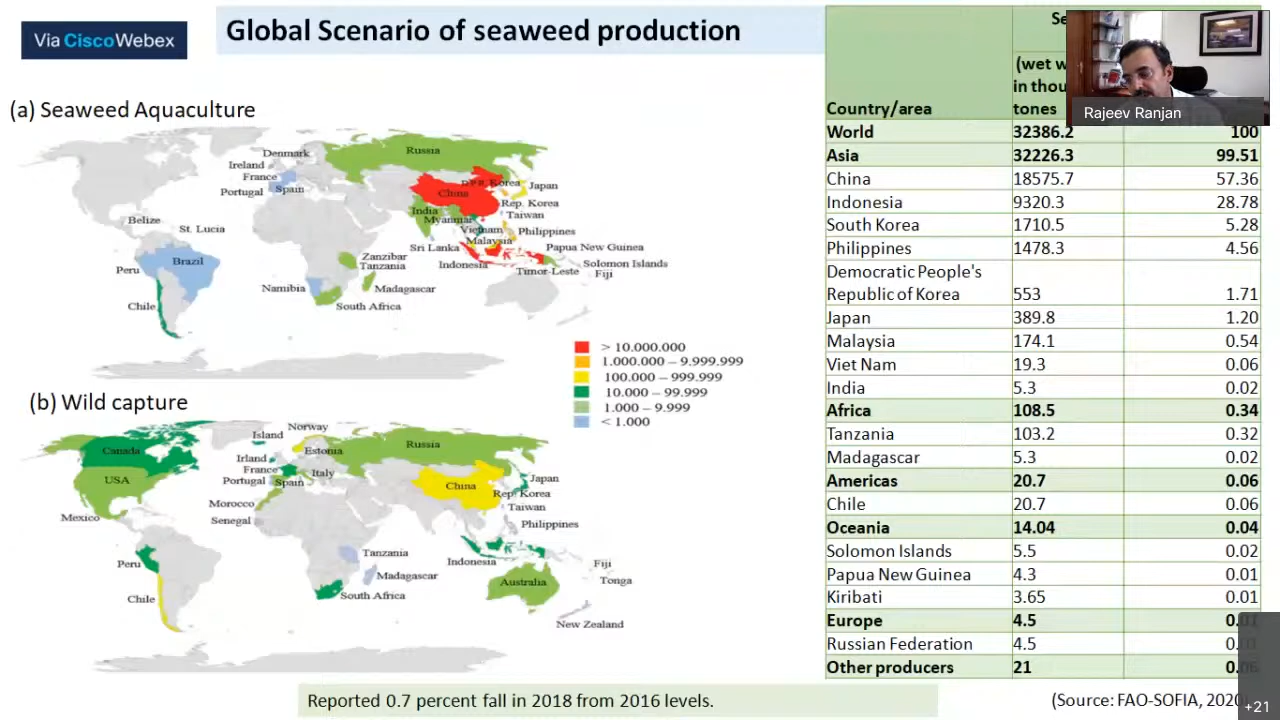 Via Cisco Webex
Global Scenario of seaweed production
(a) Seaweed Aquaculture
Russia
Denmark
Ireland
France
Portugal
Spain
D.P.R. Korea
Japan
China
Rep. Korea
Taiwan
India
Myanmar
Vietnam
Philippines
Malaysia
Sri Lanka
Indonesia
Papua New Guinea
Solomon Islands
Timor-Leste
Fiji
Belize
St. Lucia
Peru
Brazil
Chile
Zanzibar
Tanzania
Namibia
Madagascar
South Africa
> 10.000.000
1.000.000 – 9.999.999
100.000 – 999.999
10.000 – 99.999
1.000 – 9.999
< 1.000
(b) Wild capture
Norway
Island
Estonia
Russia
Canada
Irland
France
Italy
USA
Portugal
Spain
China
Japan
Rep. Korea
Taiwan
Morocco
Mexico
Senegal
Philippines
Tanzania
Indonesia
Peru
Madagascar
Fiji
Australia
Tonga
Chile
South Africa
New Zealand
Reported 0.7 percent fall in 2018 from 2016 levels.
Rajeev Ranjan
Se
(wet w
in thou
Country/area tones
World 32386.2 100
Asia 32226.3 99.51
China 18575.7 57.36
Indonesia 9320.3 28.78
South Korea 1710.5 5.28
Philippines 1478.3 4.56
Democratic People's
Republic of Korea 553 1.71
Japan 389.8 1.20
Malaysia 174.1 0.54
Viet Nam 19.3 0.06
India 5.3 0.02
Africa 108.5 0.34
Tanzania 103.2 0.32
Madagascar 5.3 0.02
Americas 20.7 0.06
Chile 20.7 0.06
Oceania 14.04 0.04
Solomon Islands 5.5 0.02
Papua New Guinea 4.3 0.01
Kiribati 3.65 0.01
Europe 4.5 0.01
Russian Federation 4.5 0.01
Other producers 21 0.06
(Source: FAO-SOFIA, 2020)
+21